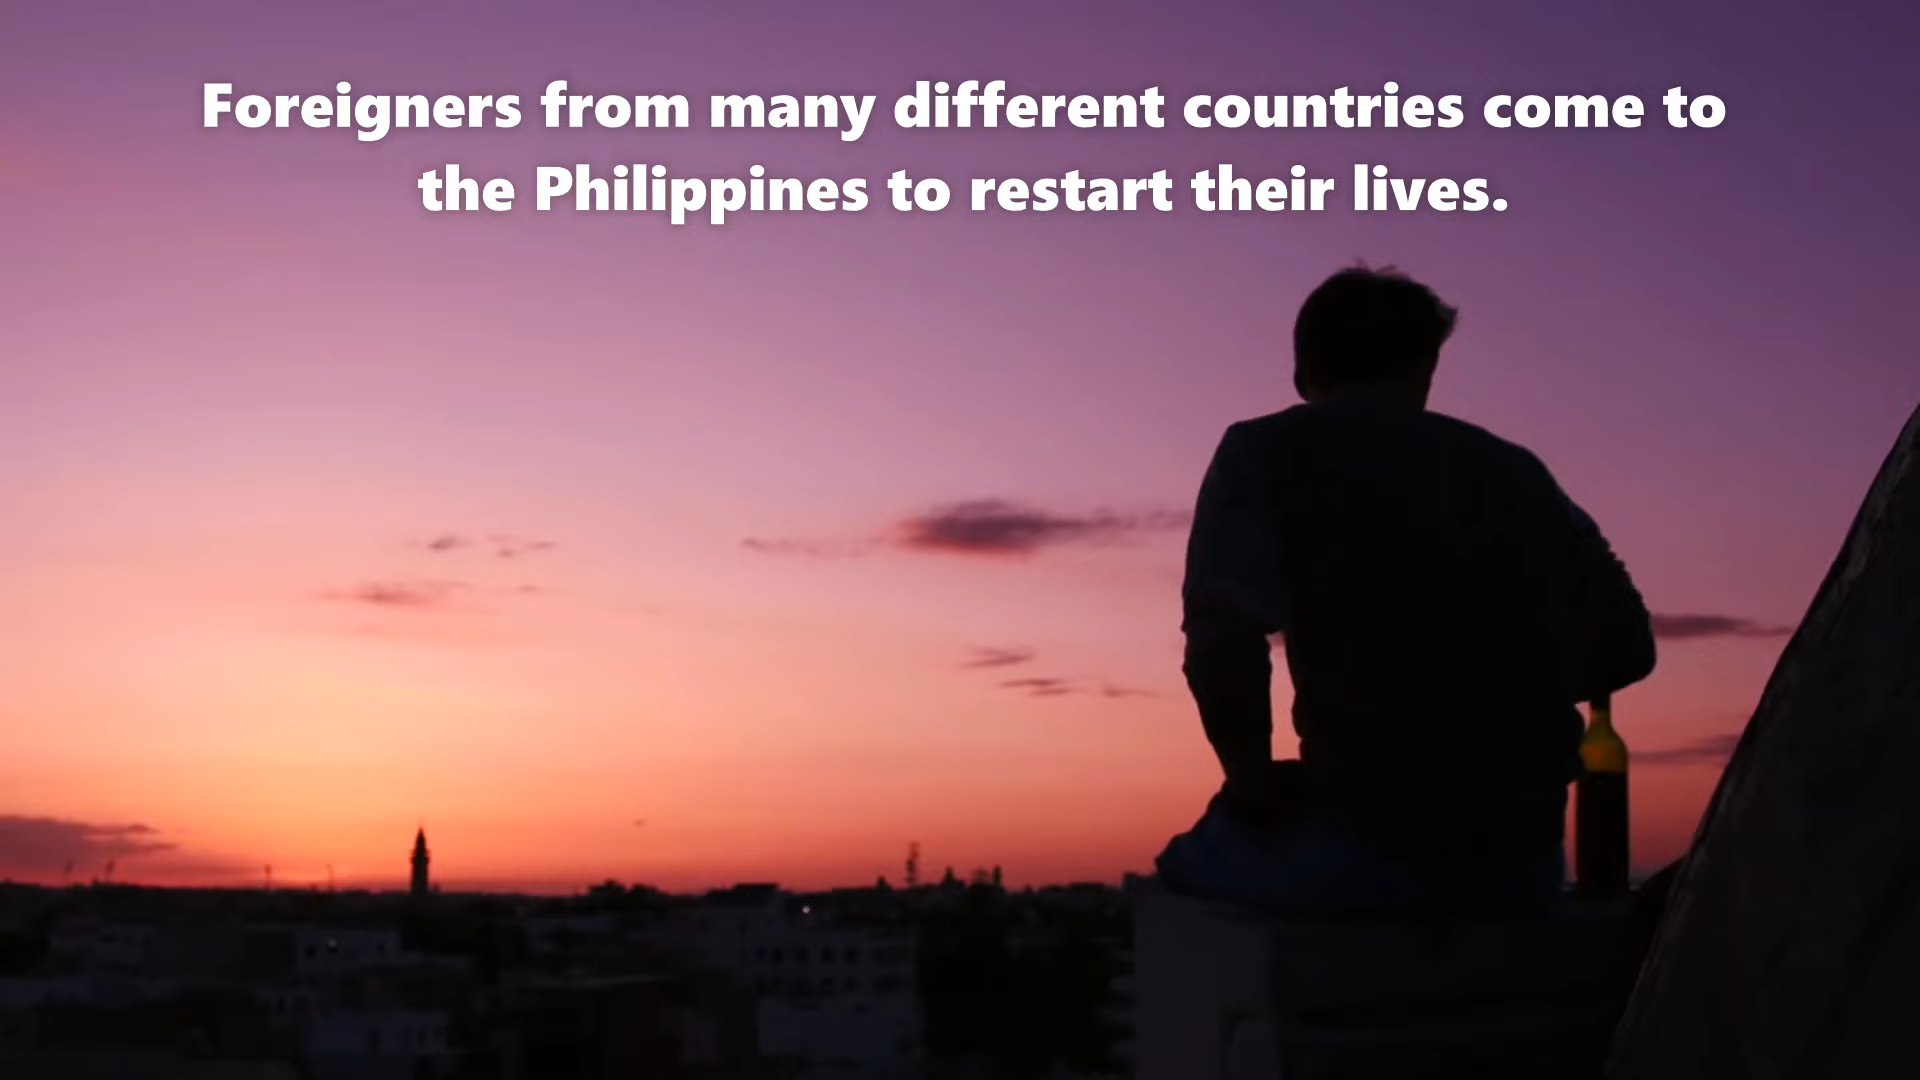 Foreigners from many different countries come to
the Philippines to restart their lives.